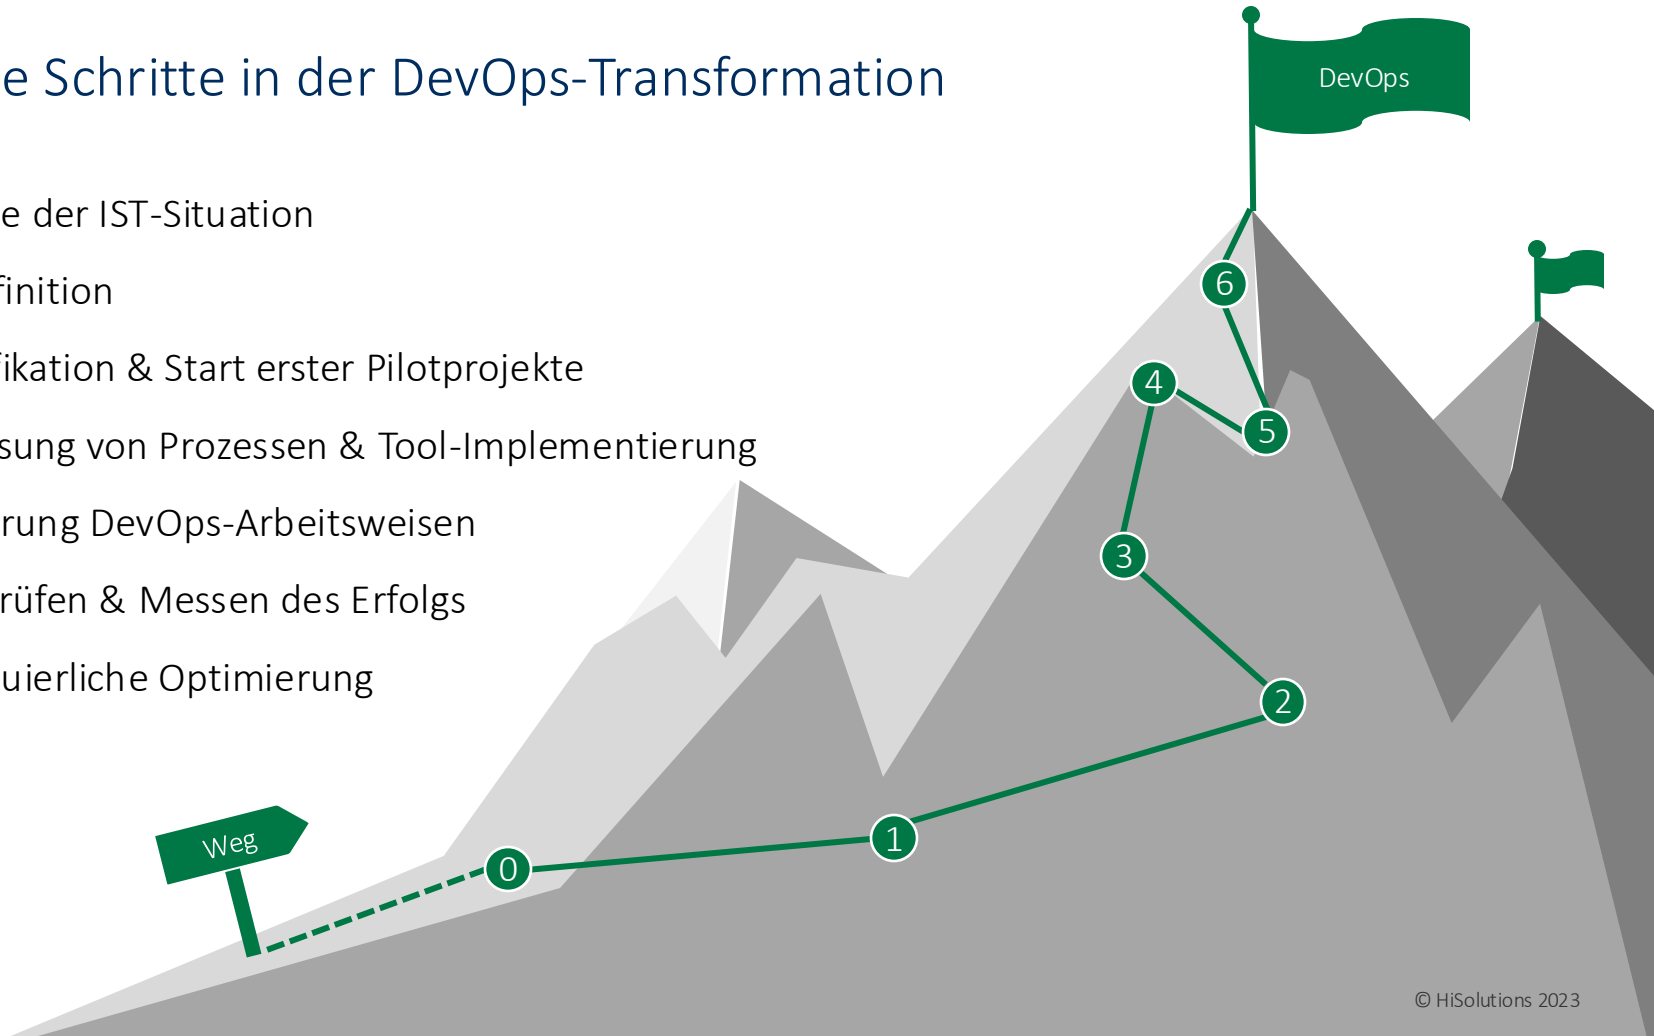 e Schritte in der DevOps-Transformation
DevOps
e der IST-Situation
finition
fikation & Start erster Pilotprojekte
sung von Prozessen & Tool-Implementierung
rung DevOps-Arbeitsweisen
rüfen & Messen des Erfolgs
uierliche Optimierung
6
4
5
3
2
1
0
Weg
© HiSolutions 2023